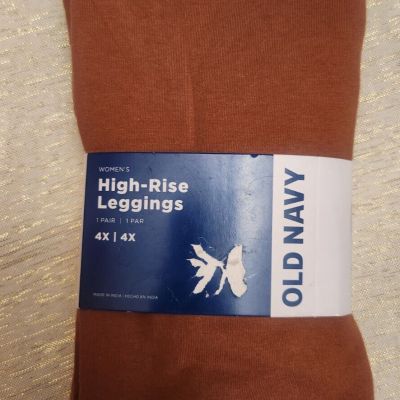 WOMEN'S
High-Rise
Leggings
1 PAIR | 1 PAR
4X | 4X
MADE IN INDIA | HECHO EN INDIA
OLD NAVY